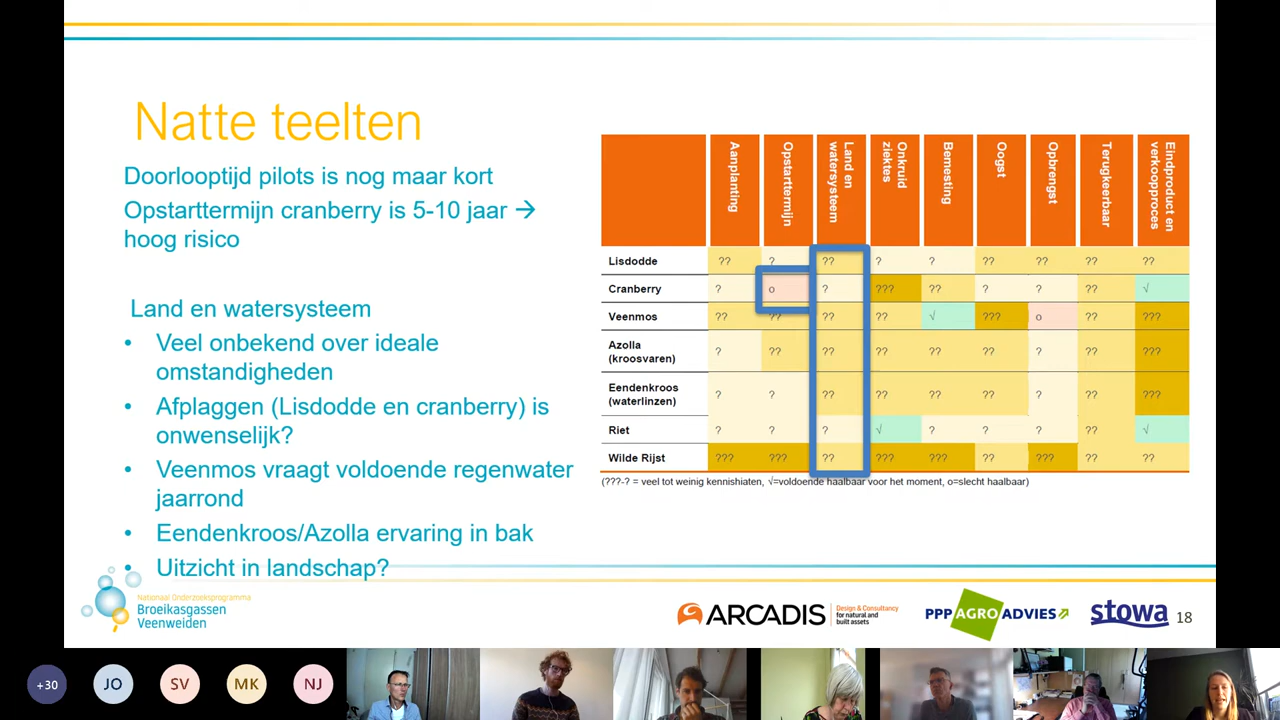 Natte teelten
Doorlooptijd pilots is nog maar kort
Opstarttermijn cranberry is 5-10 jaar →
hoog risico
Land en watersysteem
• Veel onbekend over ideale
omstandigheden
• Afplaggen (Lisdodde en cranberry) is
onwenselijk?
• Veenmos vraagt voldoende regenwater
jaarrond
• Eendenkroos/Azolla ervaring in bak
• Uitzicht in landschap?
Aanplanting Opstarttermijn Land en watersysteem Onkruid ziektes Bemesting Oogst Opbrengst Terugkeerbaar Eindproduct en verkoopproces
Lisdodde ?? ? ?? ? ? ?? ?? ?? ??
Cranberry ? o ? ??? ?? ? ? ?? √
Veenmos ?? ?? ?? ?? √ ??? o ?? ???
Azolla
(kroosvaren) ? ?? ?? ?? ?? ?? ? ?? ???
Eendenkroos
(waterlinzen) ? ? ?? ?? ?? ?? ? ?? ???
Riet ? ? ? √ ? ? ? ?? √
Wilde Rijst ??? ??? ?? ??? ??? ?? ??? ?? ??
(???-? = veel tot weinig kennishiaten, √=voldoende haalbaar voor het moment, o=slecht haalbaar)
Nationaal Onderzoeksprogramma
Broeikasgassen
Veenweiden
ARCADIS
Design & Consultancy
for natural and
built assets
PPP AGRO ADVIES
stowa
18
+30 JO SV MK NJ